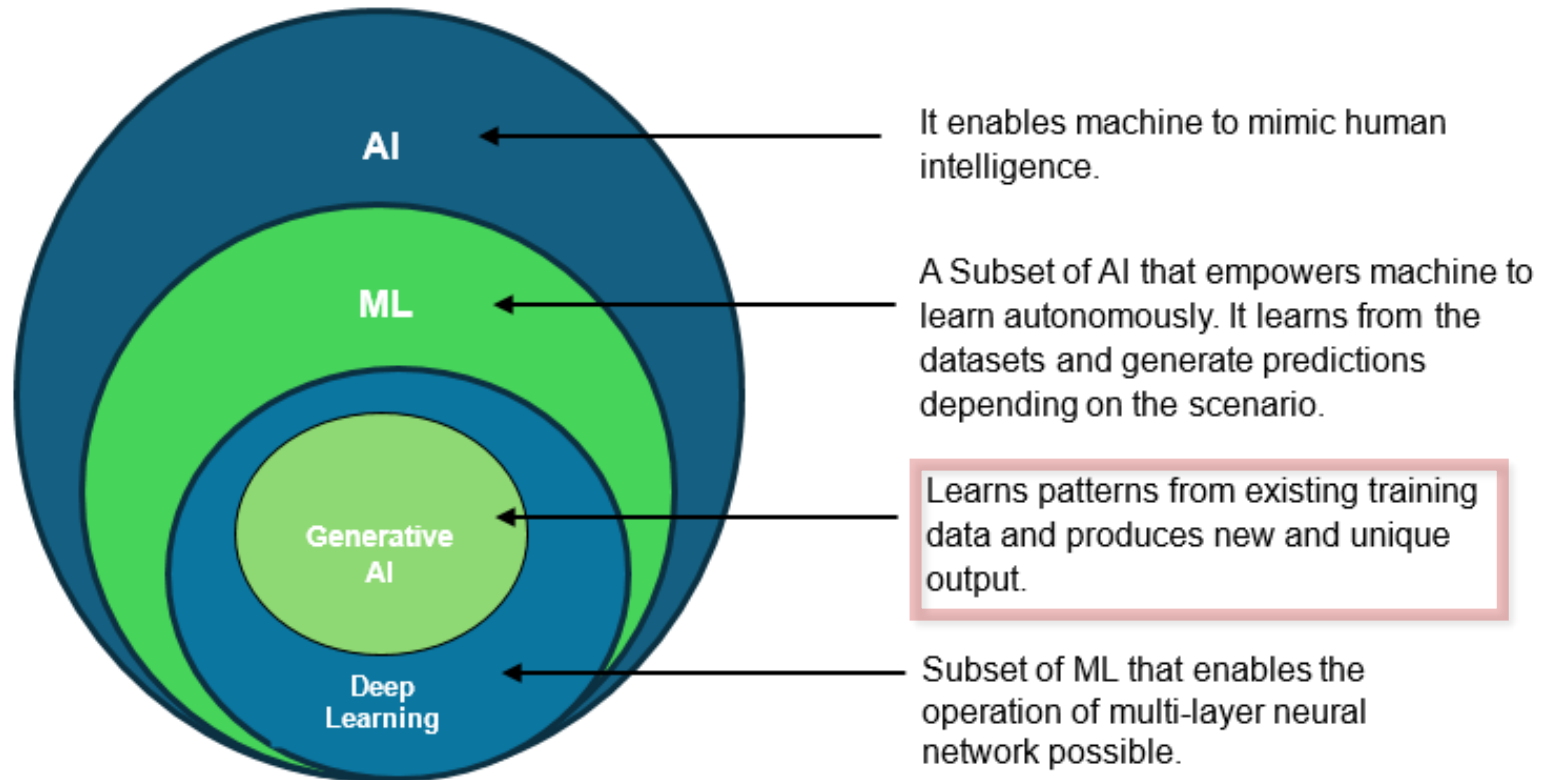 AI
It enables machine to mimic human
intelligence.
ML
A Subset of AI that empowers machine to
learn autonomously. It learns from the
datasets and generate predictions
depending on the scenario.
Generative
AI
Learns patterns from existing training
data and produces new and unique
output.
Deep
Learning
Subset of ML that enables the
operation of multi-layer neural
network possible.